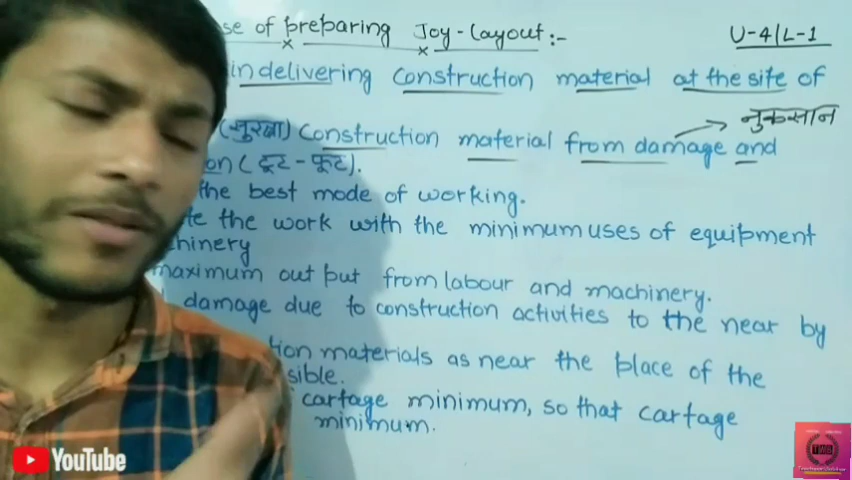 se of preparing Joy-Layout:-
U-4/L-1
in delivering construction material at the site of
नुकसान
(सुरक्षा) Construction material from damage and
on (टूट-फूट).
the best mode of working.
te the work with the minimum uses of equipment
chinery
maximum out put from labour and machinery.
damage due to construction activities to the near by
tion materials as near the place of the
sible.
cartage minimum, so that cartage
minimum.
YouTube